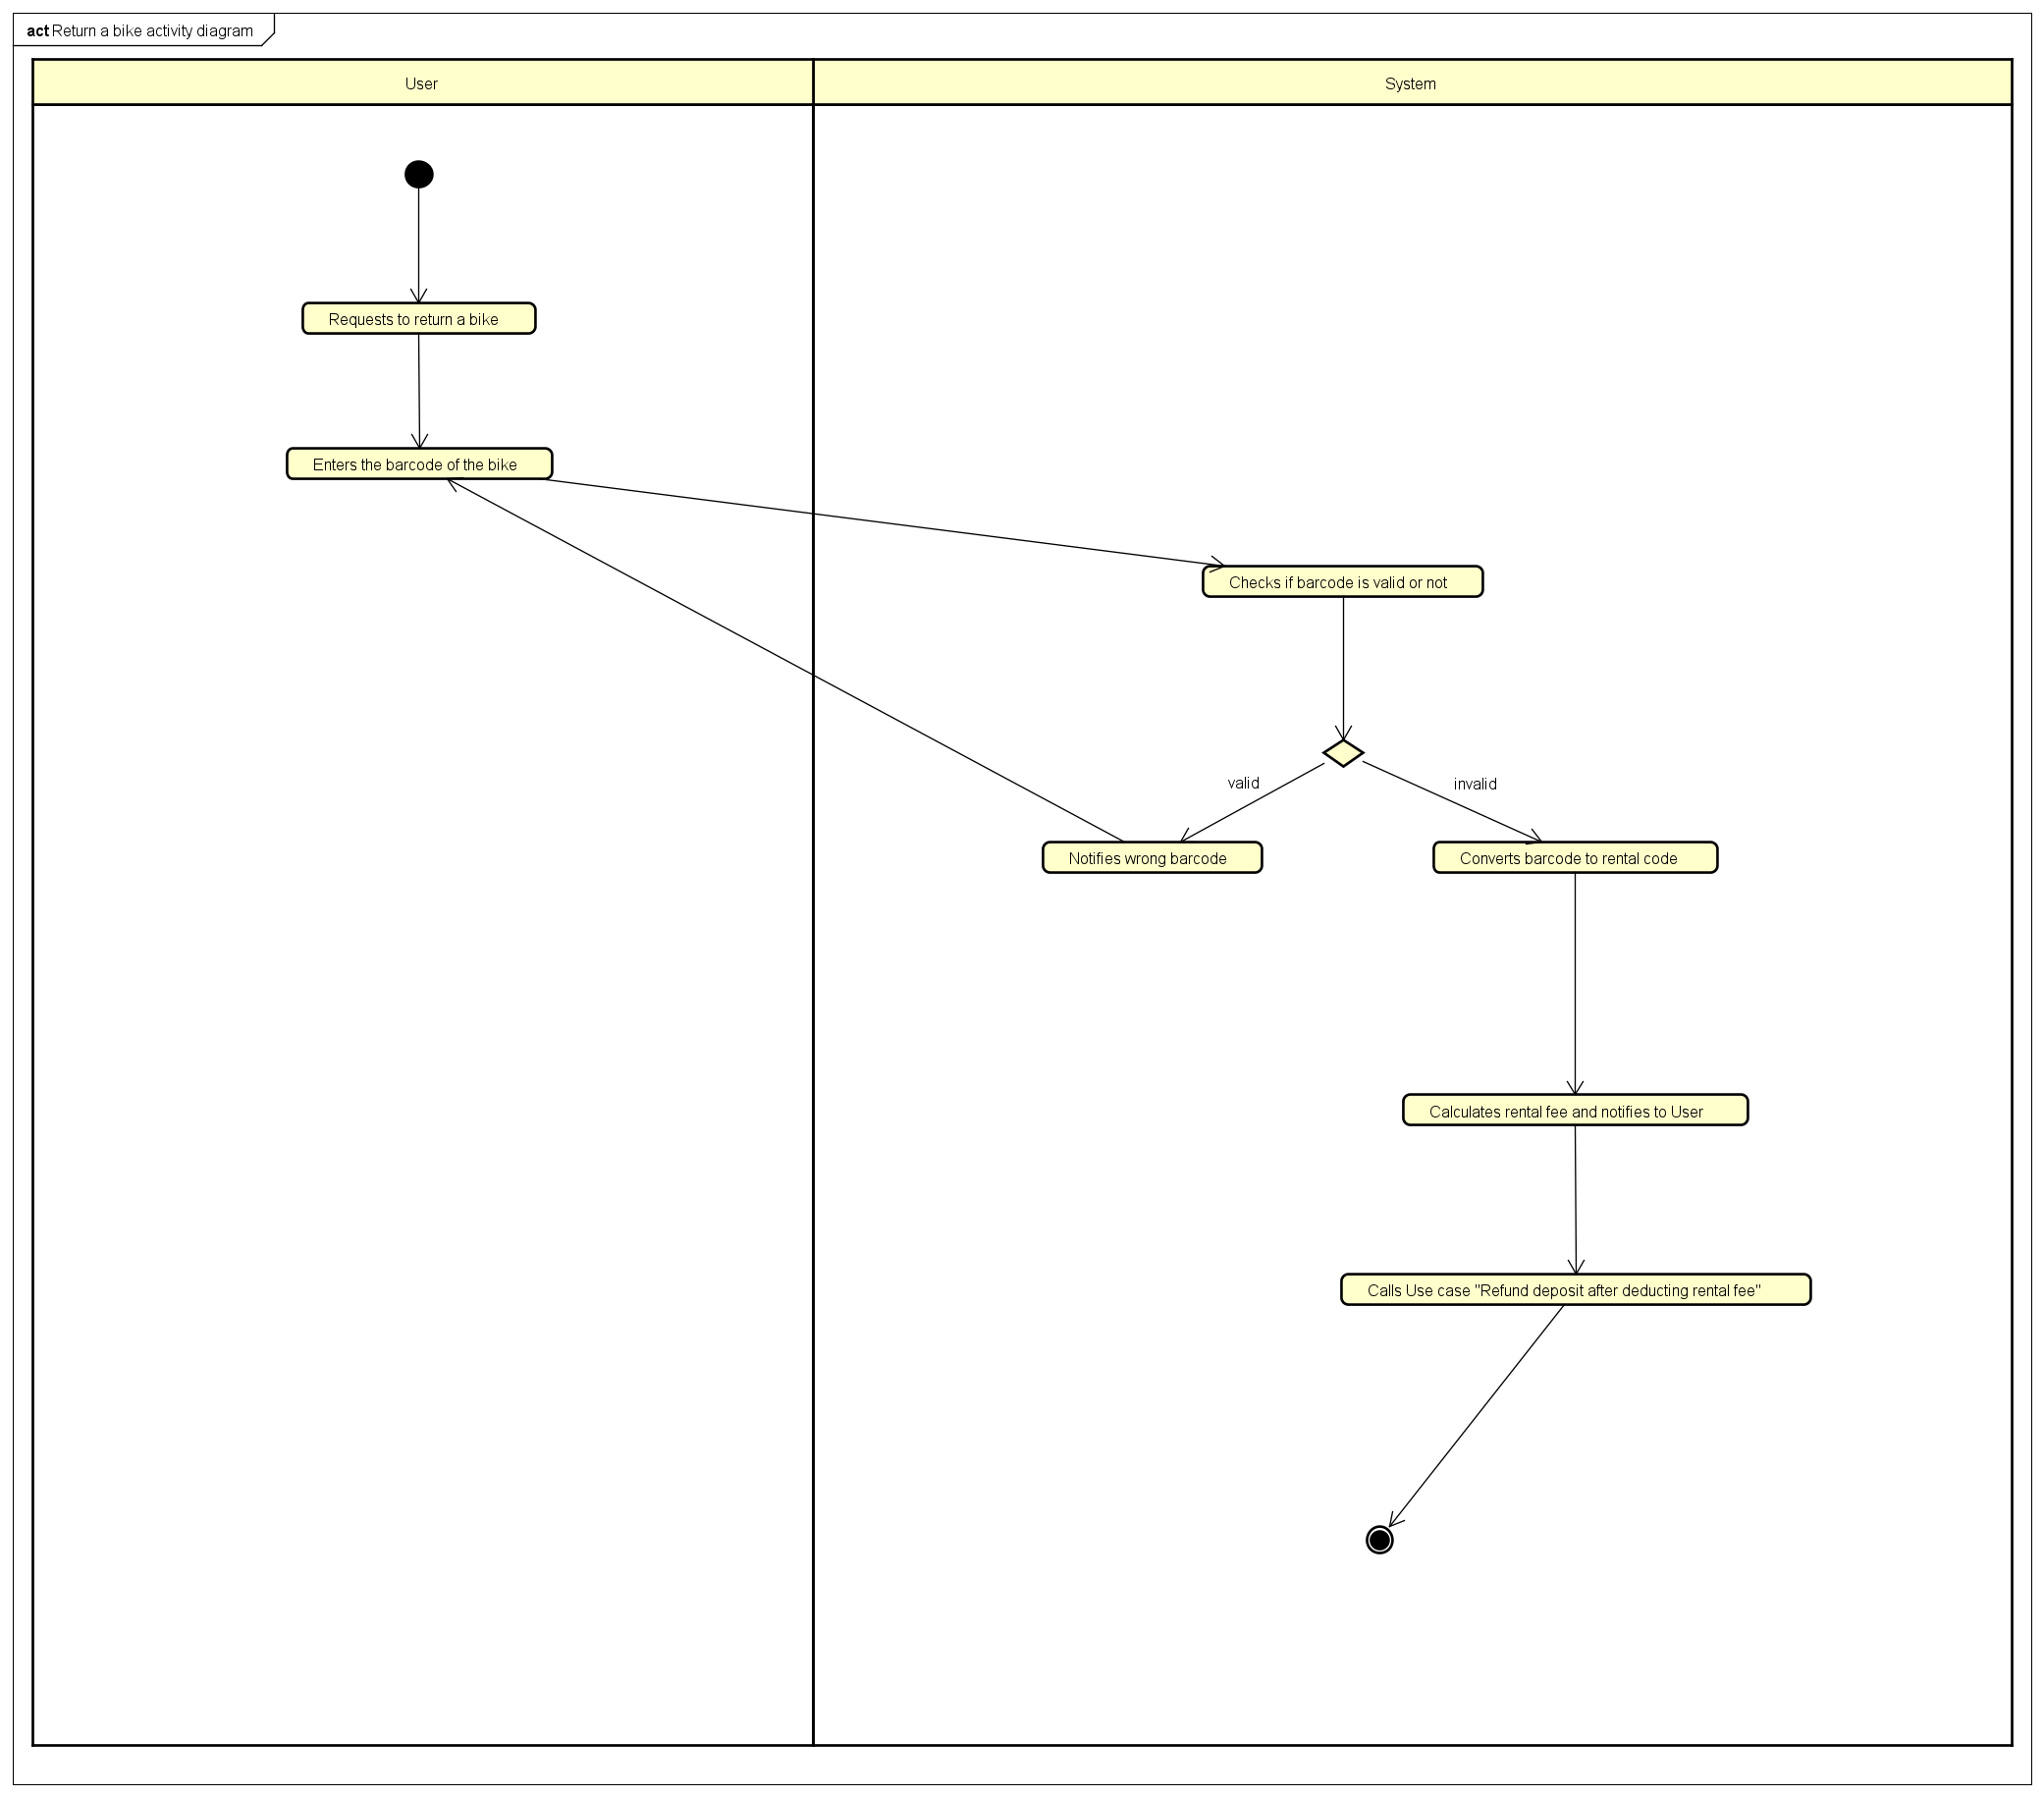 act Return a bike activity diagram
User
System
Requests to return a bike
Enters the barcode of the bike
Checks if barcode is valid or not
valid
invalid
Notifies wrong barcode
Converts barcode to rental code
Calculates rental fee and notifies to User
Calls Use case "Refund deposit after deducting rental fee"